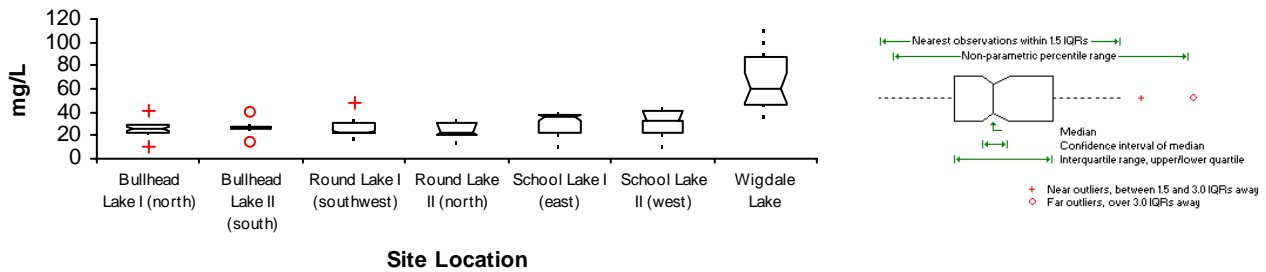 mg/L
120
100
80
60
40
20
0
Bullhead Lake I (north)
Bullhead Lake II (south)
Round Lake I (southwest)
Round Lake II (north)
School Lake I (east)
School Lake II (west)
Wigdale Lake
Site Location
Nearest observations within 1.5 IQRs
Non-parametric percentile range
Median
Confidence interval of median
Interquartile range, upper/lower quartile
+ Near outliers, between 1.5 and 3.0 IQRs away
Far outliers, over 3.0 IQRs away